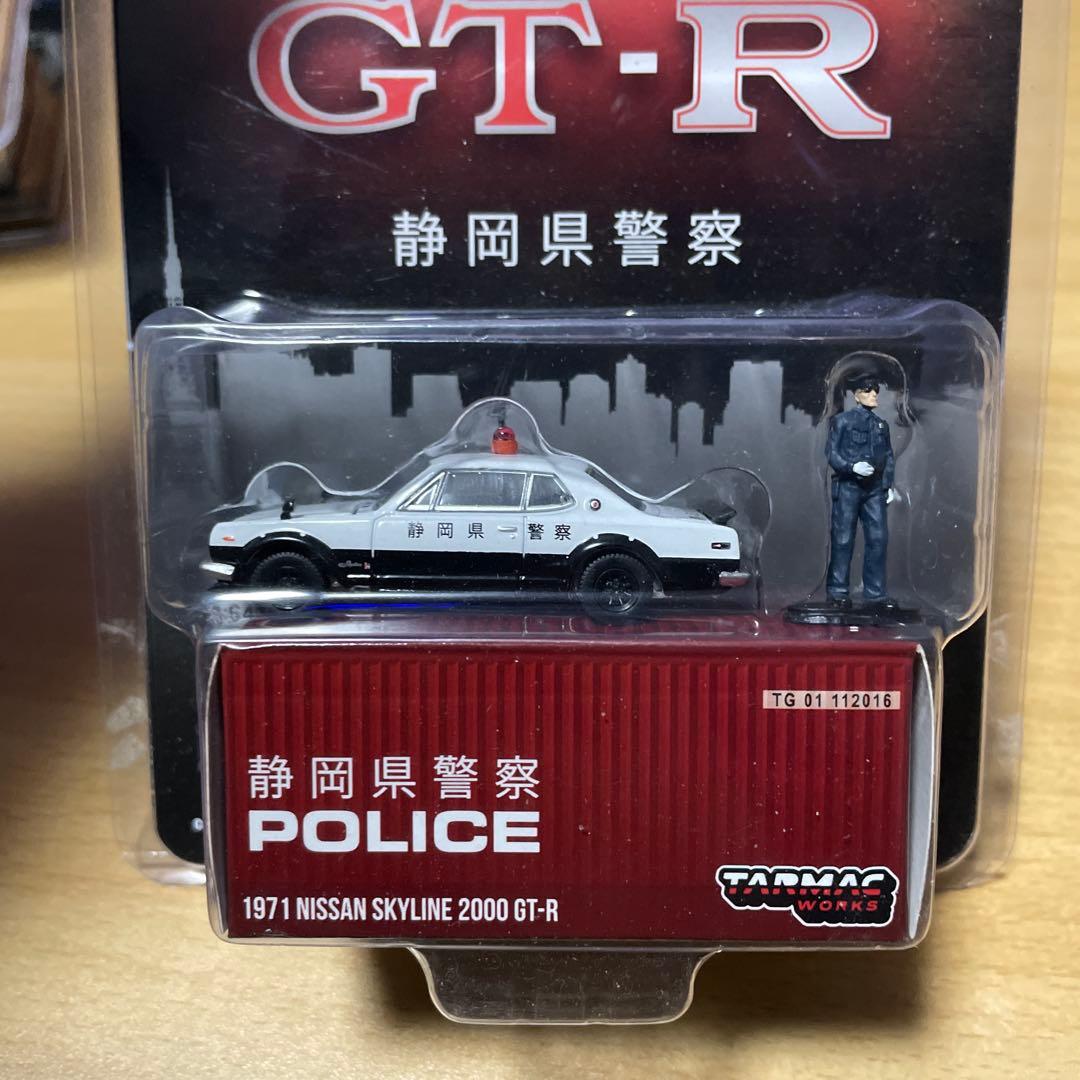 GT-R
静岡県警察
静岡県 警察
TG 01 112016
静岡県警察
POLICE
1971 NISSAN SKYLINE 2000 GT-R
TARMAC
WORKS